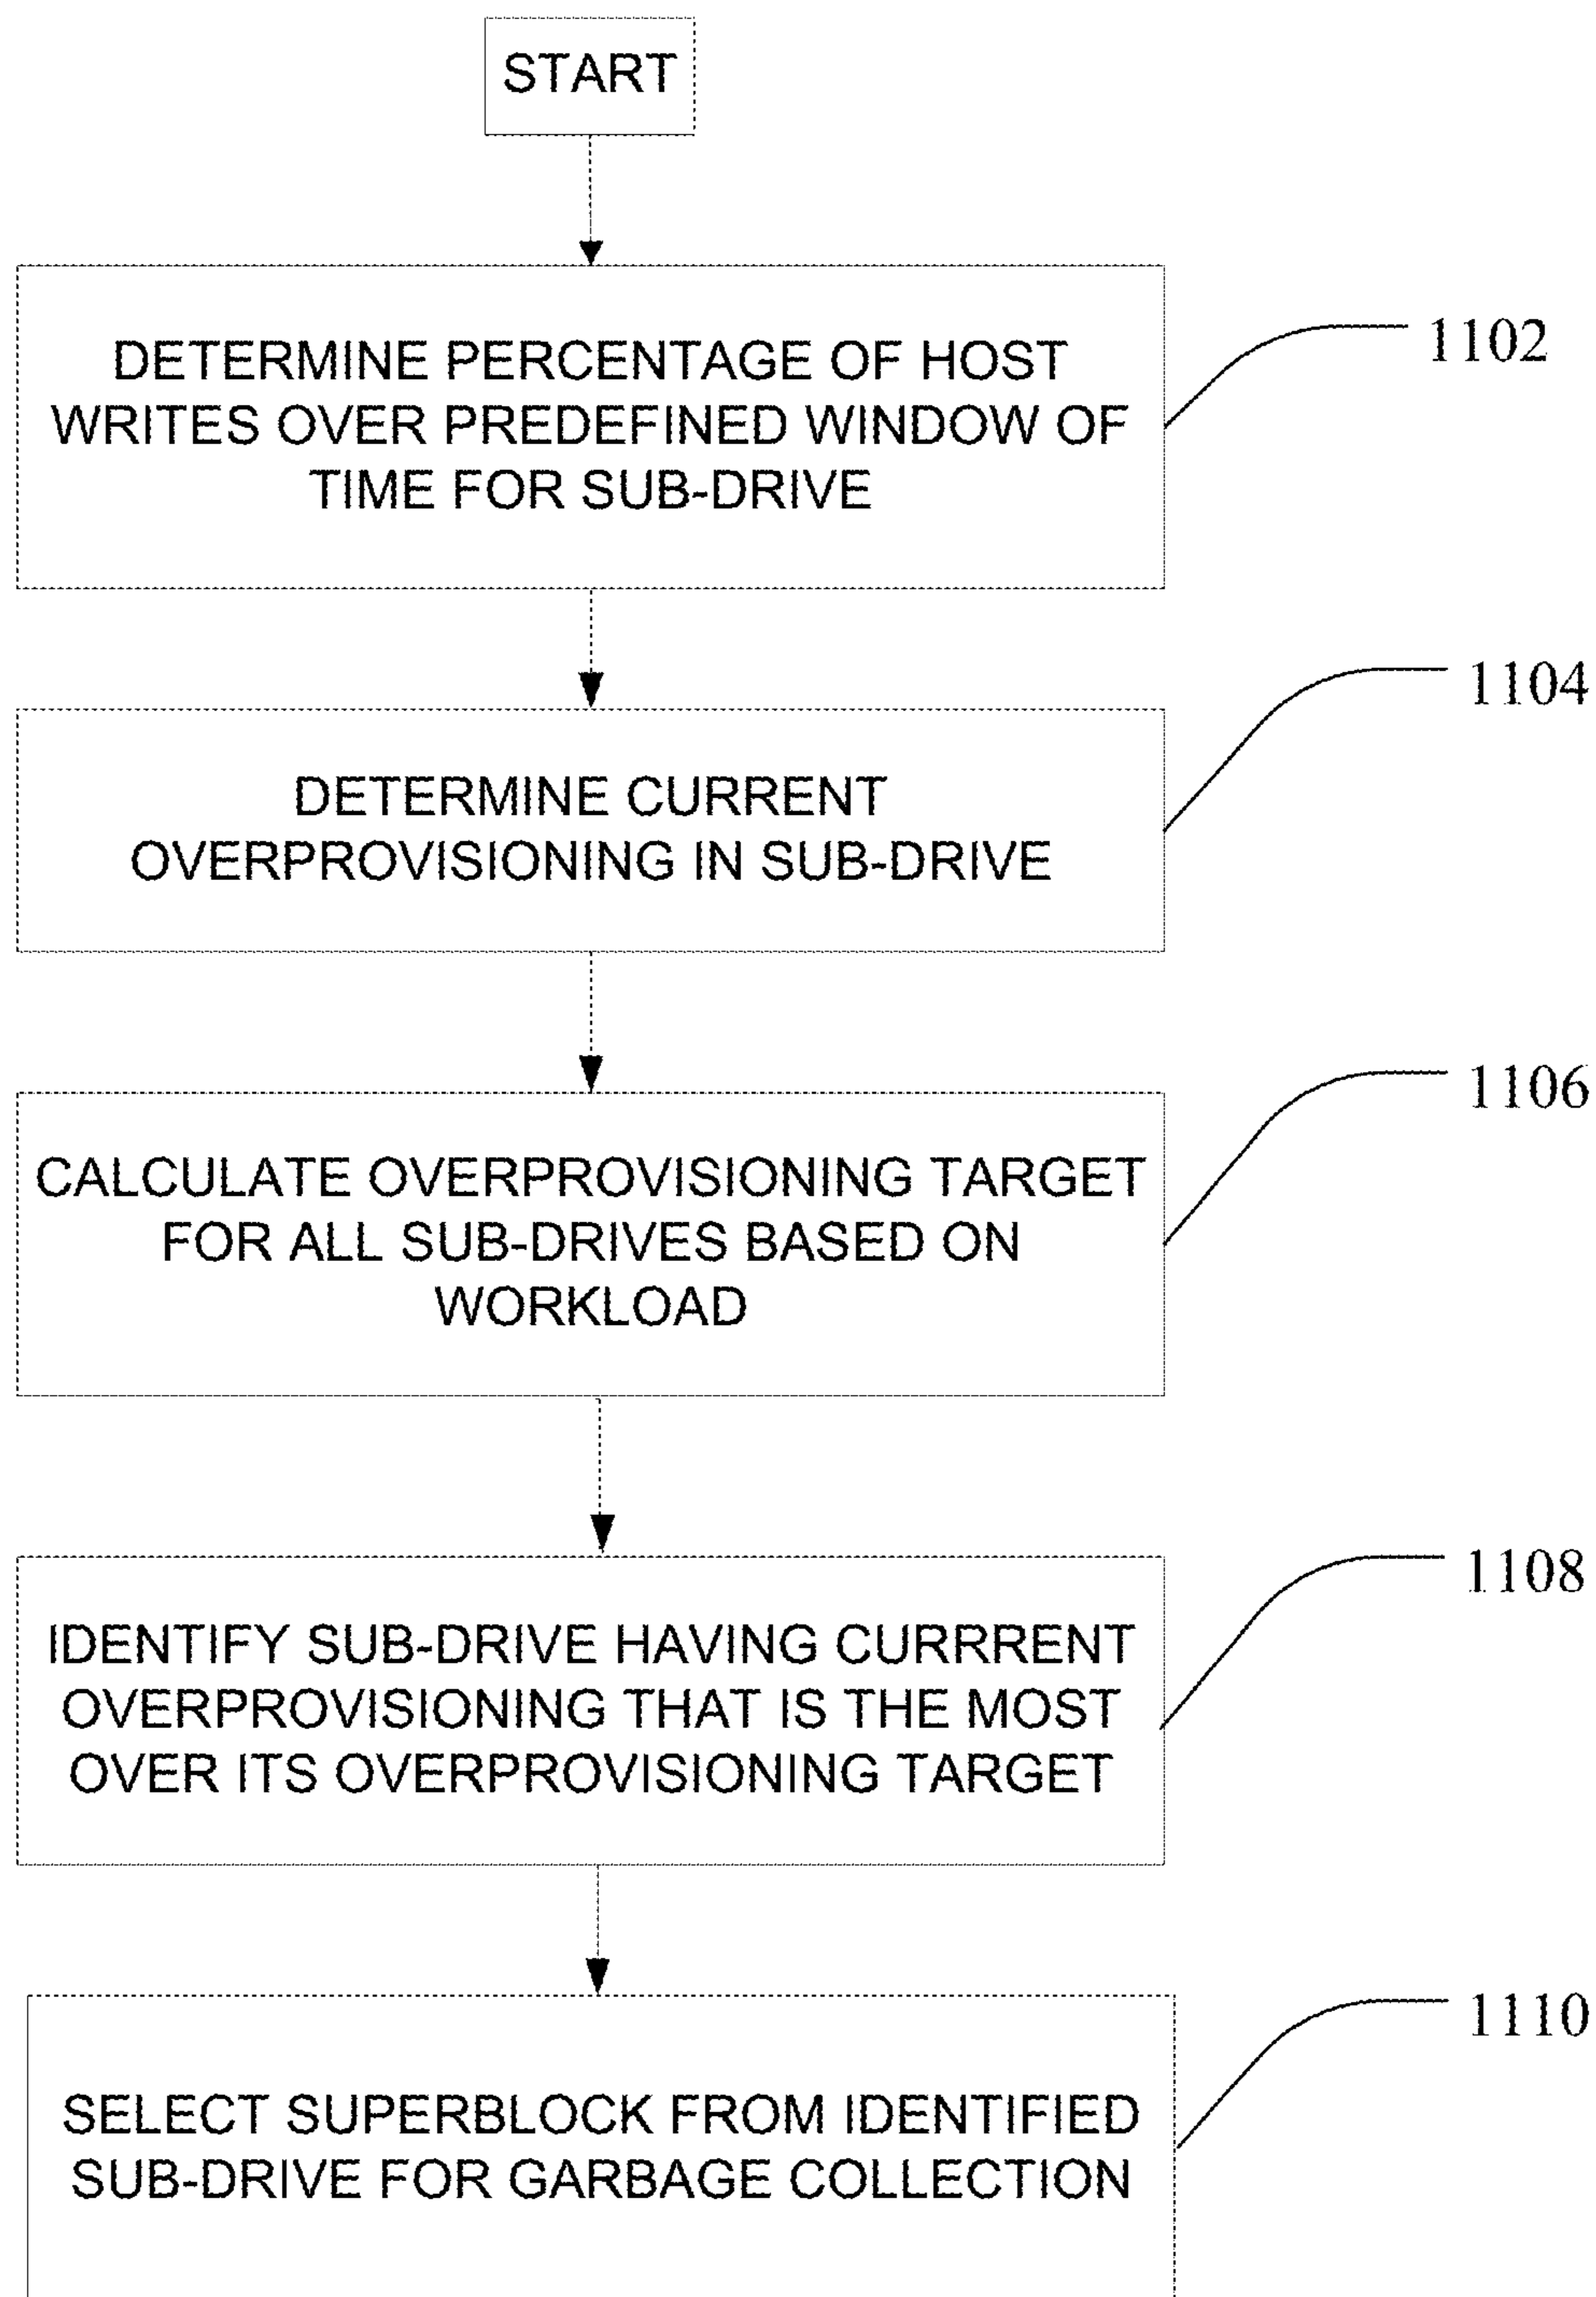 START
DETERMINE PERCENTAGE OF HOST
WRITES OVER PREDEFINED WINDOW OF
TIME FOR SUB-DRIVE
1102
DETERMINE CURRENT
OVERPROVISIONING IN SUB-DRIVE
1104
CALCULATE OVERPROVISIONING TARGET
FOR ALL SUB-DRIVES BASED ON
WORKLOAD
1106
IDENTIFY SUB-DRIVE HAVING CURRRENT
OVERPROVISIONING THAT IS THE MOST
OVER ITS OVERPROVISIONING TARGET
1108
SELECT SUPERBLOCK FROM IDENTIFIED
SUB-DRIVE FOR GARBAGE COLLECTION
1110